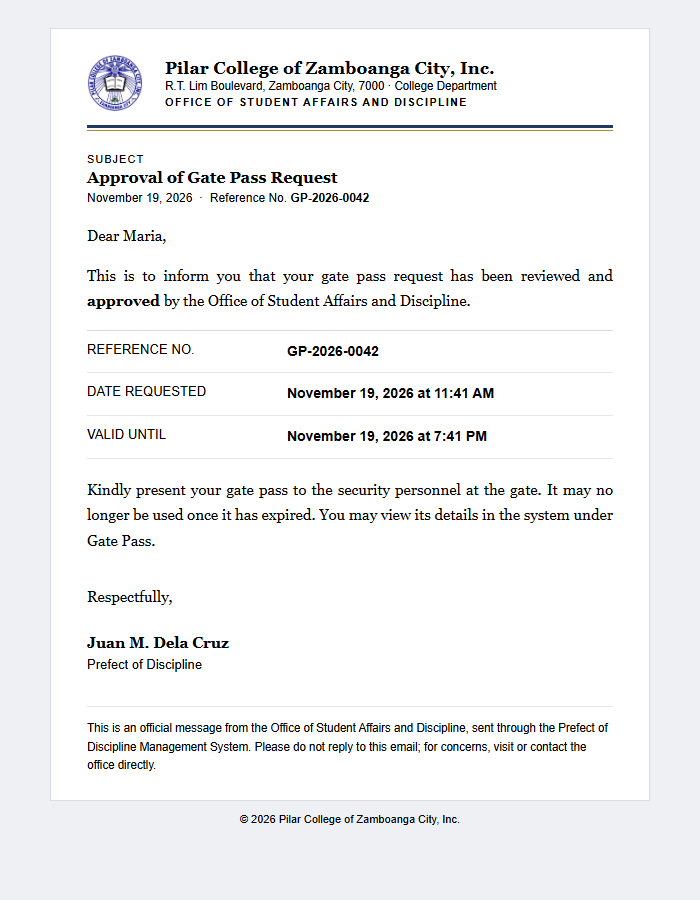 Pilar College of Zamboanga City, Inc.
R.T. Lim Boulevard, Zamboanga City, 7000 · College Department
OFFICE OF STUDENT AFFAIRS AND DISCIPLINE
SUBJECT
Approval of Gate Pass Request
November 19, 2026 · Reference No. GP-2026-0042
Dear Maria,
This is to inform you that your gate pass request has been reviewed and
approved by the Office of Student Affairs and Discipline.
REFERENCE NO. GP-2026-0042
DATE REQUESTED November 19, 2026 at 11:41 AM
VALID UNTIL November 19, 2026 at 7:41 PM
Kindly present your gate pass to the security personnel at the gate. It may no
longer be used once it has expired. You may view its details in the system under
Gate Pass.
Respectfully,
Juan M. Dela Cruz
Prefect of Discipline
This is an official message from the Office of Student Affairs and Discipline, sent through the Prefect of
Discipline Management System. Please do not reply to this email; for concerns, visit or contact the
office directly.
© 2026 Pilar College of Zamboanga City, Inc.